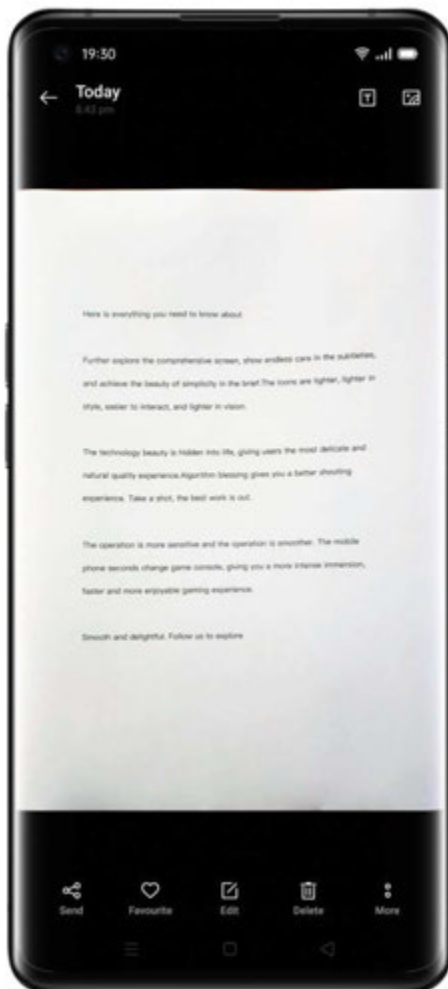 19:30
Today
8:43 pm
T
Here is everything you need to know about
Further explore the comprehensive screen, show endless care in the subtleties,
and achieve the beauty of simplicity in the brief.The icons are lighter, lighter in
style, easier to interact, and lighter in vision.
The technology beauty is hidden into life, giving users the most delicate and
natural quality experience.Algorithm blessing gives you a better shooting
experience. Take a shot, the best work is out.
The operation is more sensitive and the operation is smoother. The mobile
phone seconds change game console, giving you a more intense immersion,
faster and more enjoyable gaming experience.
Smooth and delightful. Follow us to explore
Send
Favourite
Edit
Delete
More